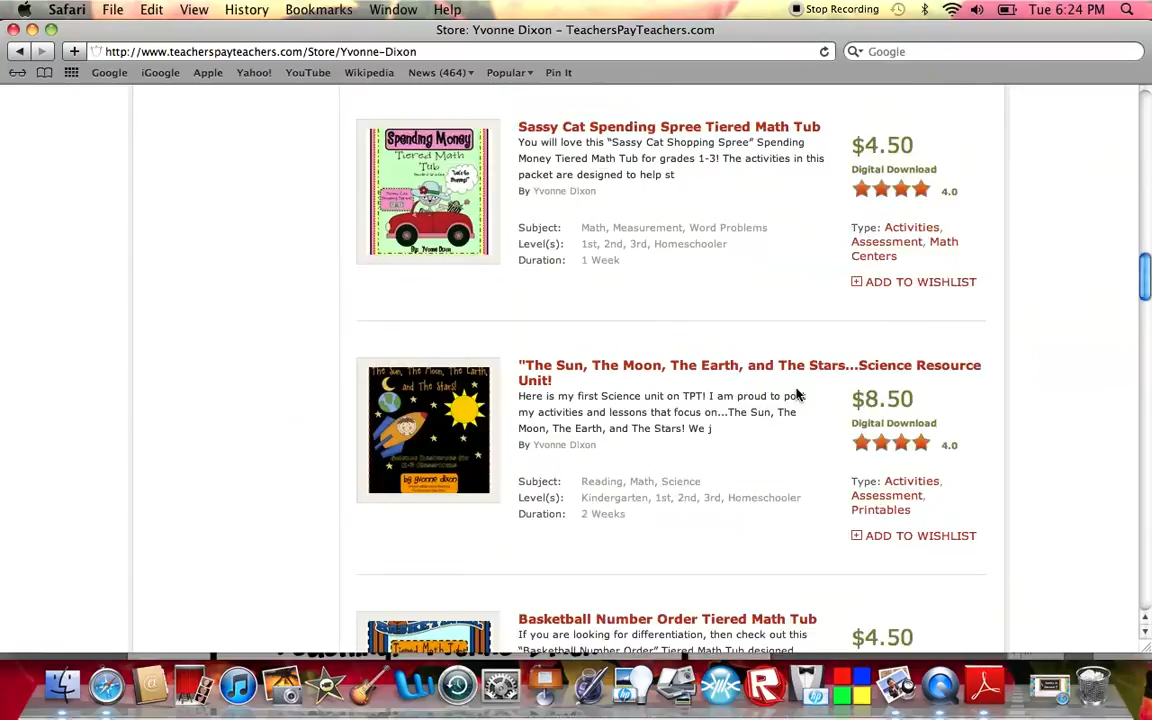 Safari File Edit View History Bookmarks Window Help Stop Recording Tue 6:24 PM
Store: Yvonne Dixon – TeachersPayTeachers.com
http://www.teacherspayteachers.com/Store/Yvonne-Dixon Google
Google iGoogle Apple Yahoo! YouTube Wikipedia News (464) Popular Pin It
Spending Money
Tiered Math
Tub
Sassy Cat Spending Spree Tiered Math Tub
You will love this "Sassy Cat Shopping Spree" Spending
Money Tiered Math Tub for grades 1-3! The activities in this
packet are designed to help st
By Yvonne Dixon
Subject: Math, Measurement, Word Problems
Level(s): 1st, 2nd, 3rd, Homeschooler
Duration: 1 Week
$4.50
Digital Download
4.0
Type: Activities,
Assessment, Math
Centers
ADD TO WISHLIST
The Sun, The Moon, The Earth,
and The Stars!
by yvonne dixon
"The Sun, The Moon, The Earth, and The Stars...Science Resource
Unit!
Here is my first Science unit on TPT! I am proud to post
my activities and lessons that focus on...The Sun, The
Moon, The Earth, and The Stars! We j
By Yvonne Dixon
Subject: Reading, Math, Science
Level(s): Kindergarten, 1st, 2nd, 3rd, Homeschooler
Duration: 2 Weeks
$8.50
Digital Download
4.0
Type: Activities,
Assessment,
Printables
ADD TO WISHLIST
Basketball Number Order Tiered Math Tub
If you are looking for differentiation, then check out this
"Basketball Number Order" Tiered Math Tub designed
$4.50